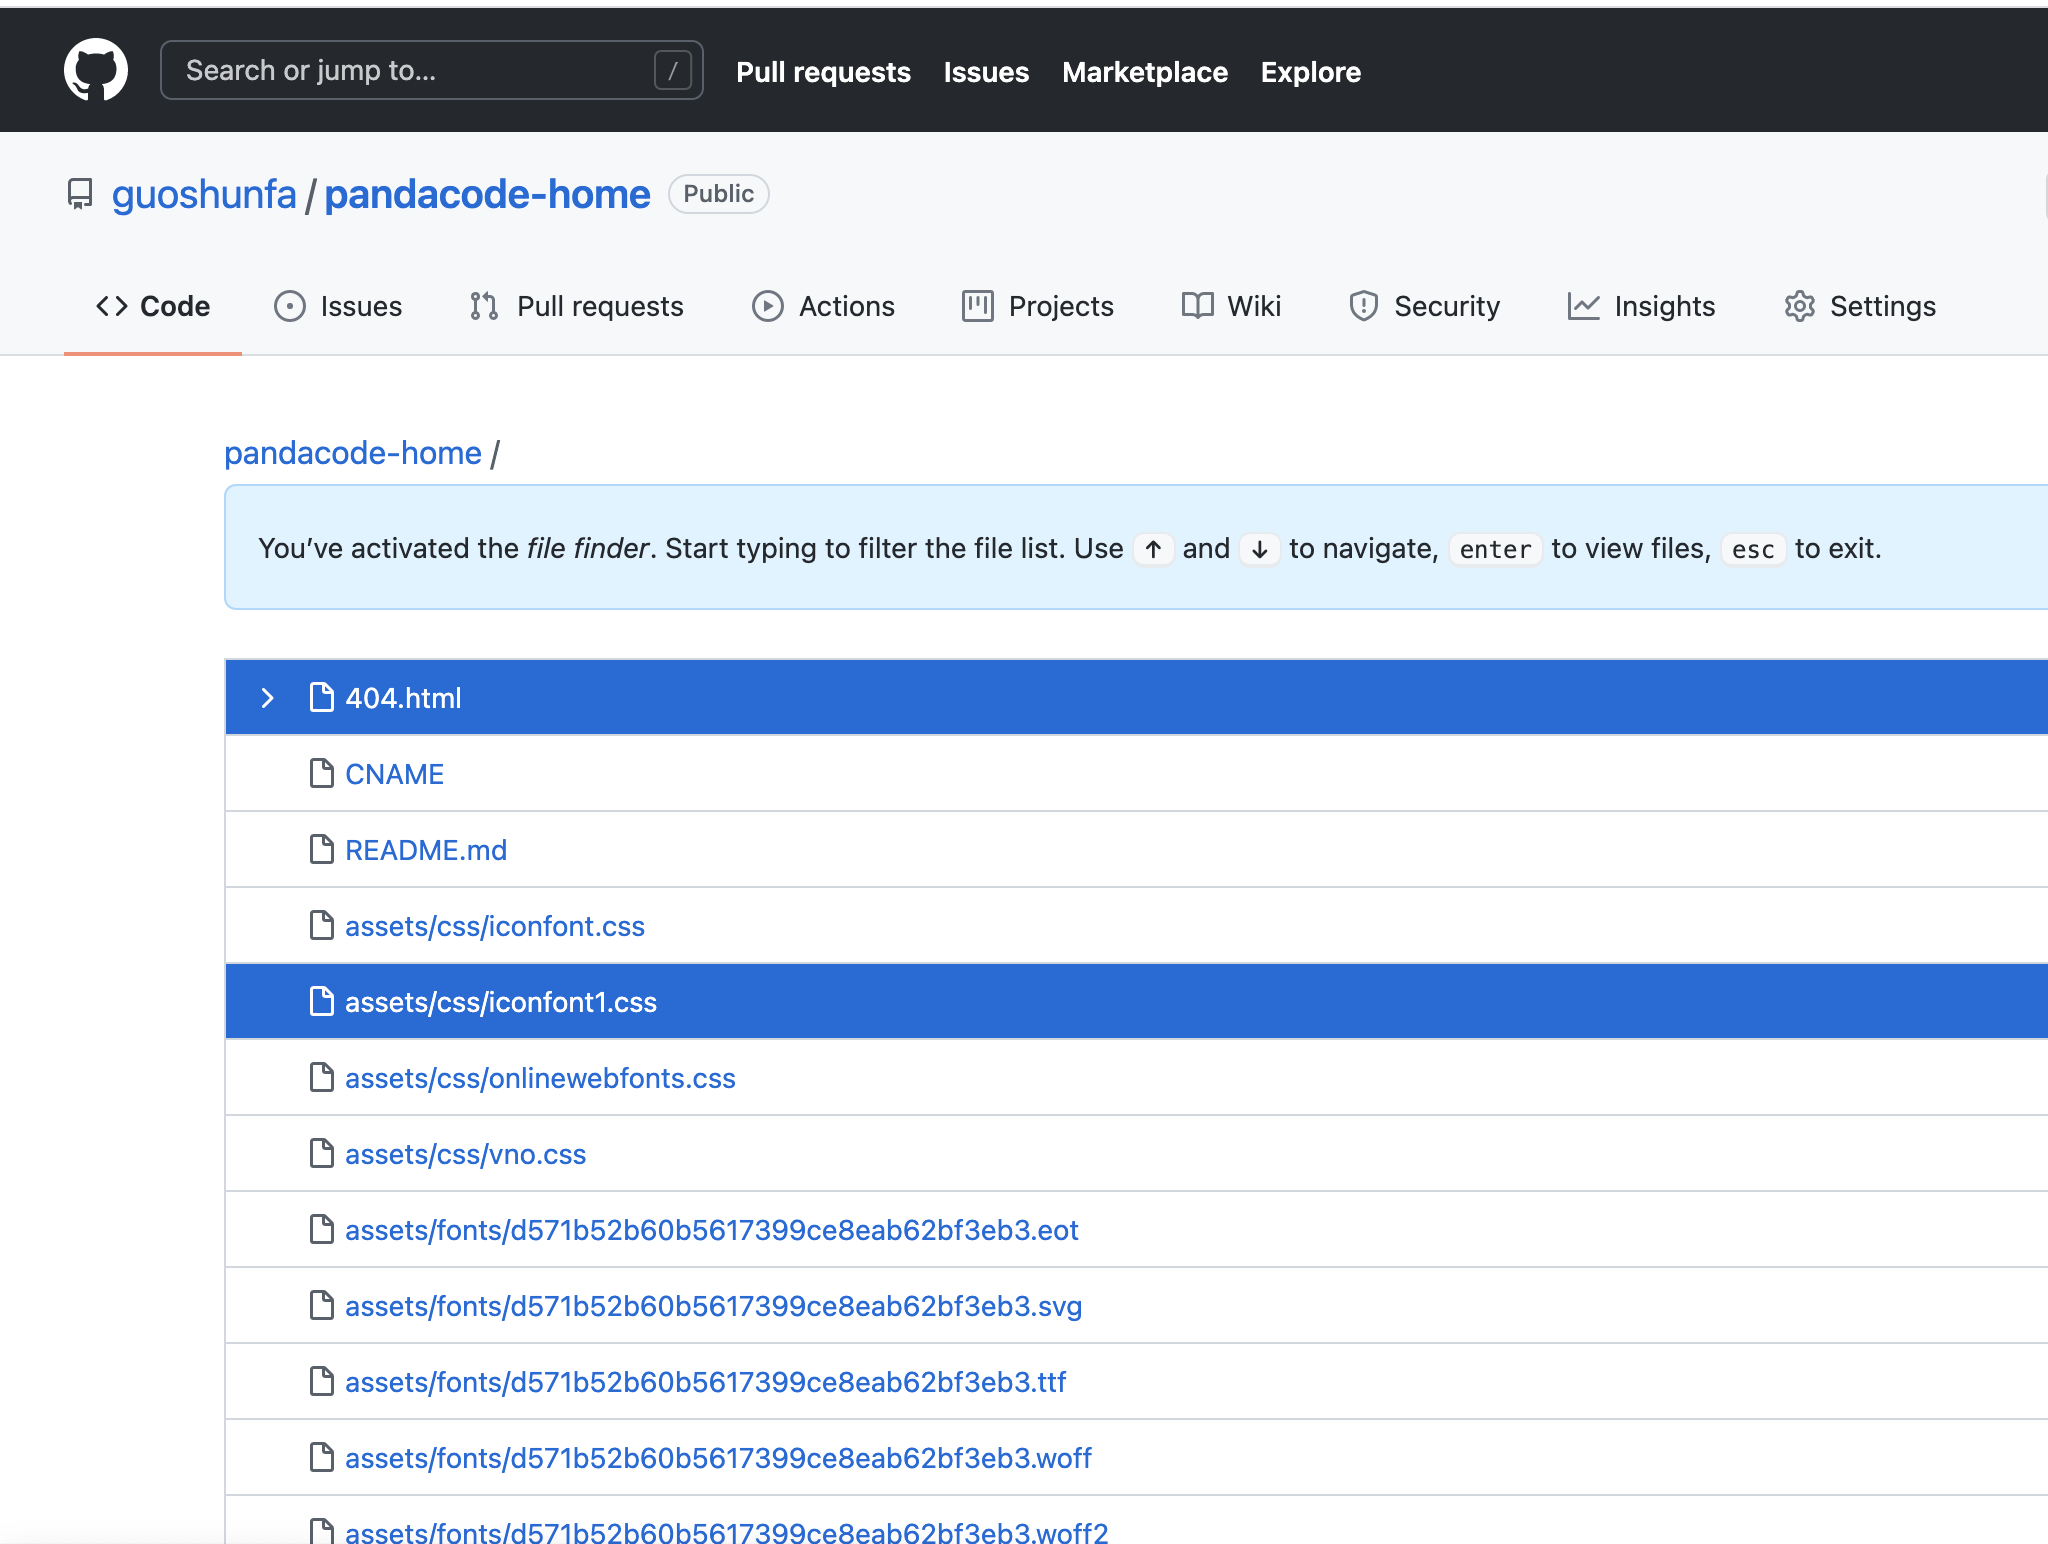 Search or jump to... / Pull requests Issues Marketplace Explore
guoshunfa / pandacode-home Public
Code Issues Pull requests Actions Projects Wiki Security Insights Settings
pandacode-home /
You’ve activated the file finder. Start typing to filter the file list. Use ↑ and ↓ to navigate, enter to view files, esc to exit.
404.html
CNAME
README.md
assets/css/iconfont.css
assets/css/iconfont1.css
assets/css/onlinewebfonts.css
assets/css/vno.css
assets/fonts/d571b52b60b5617399ce8eab62bf3eb3.eot
assets/fonts/d571b52b60b5617399ce8eab62bf3eb3.svg
assets/fonts/d571b52b60b5617399ce8eab62bf3eb3.ttf
assets/fonts/d571b52b60b5617399ce8eab62bf3eb3.woff
assets/fonts/d571b52b60b5617399ce8eab62bf3eb3.woff2